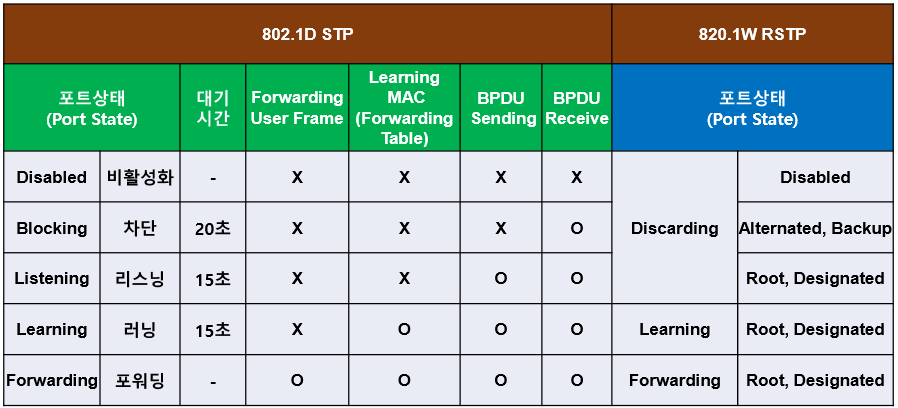 802.1D STP 820.1W RSTP
포트상태
(Port State)
대기
시간
Forwarding
User Frame
Learning
MAC
(Forwarding
Table)
BPDU
Sending
BPDU
Receive
포트상태
(Port State)
Disabled 비활성화 - X X X X Discarding Disabled
Blocking 차단 20초 X X X O Alternated, Backup
Listening 리스닝 15초 X X O O Root, Designated
Learning 러닝 15초 X O O O Learning Root, Designated
Forwarding 포워딩 - O O O O Forwarding Root, Designated